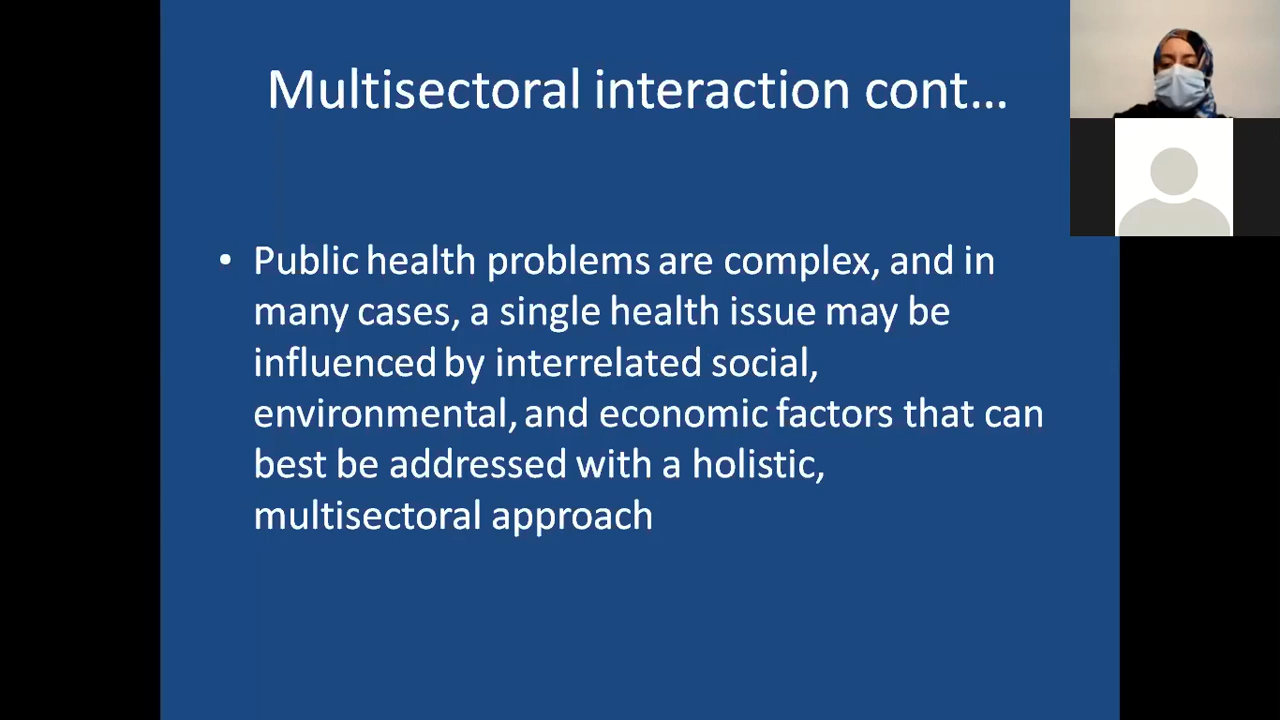 Multisectoral interaction cont...
• Public health problems are complex, and in
many cases, a single health issue may be
influenced by interrelated social,
environmental, and economic factors that can
best be addressed with a holistic,
multisectoral approach